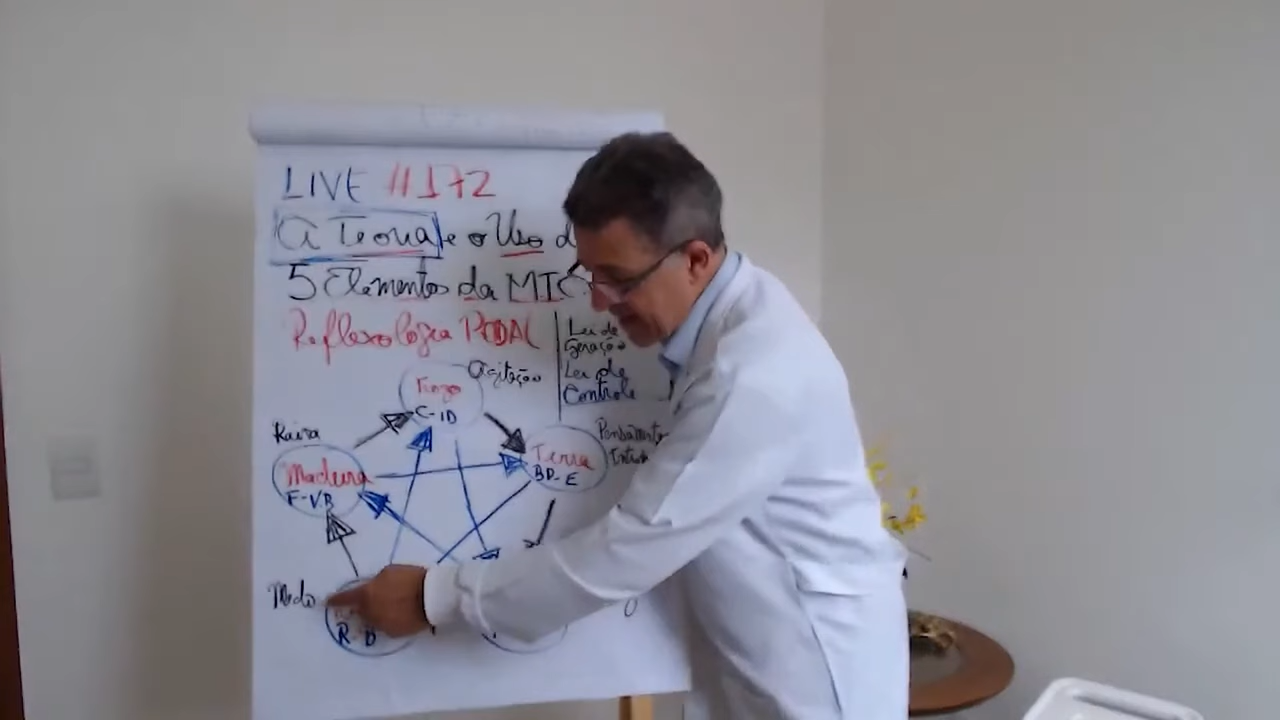 LIVE #172
A Teoria e o Uso d
5 Elementos da MTC
Reflexologia PODAL
Lei de
Geração
Lei de
Controle
Agitação
Fogo
C-ID
Raiva
Madeira
F-VB
Terra
BP-E
Pensamento
Medo
R-B